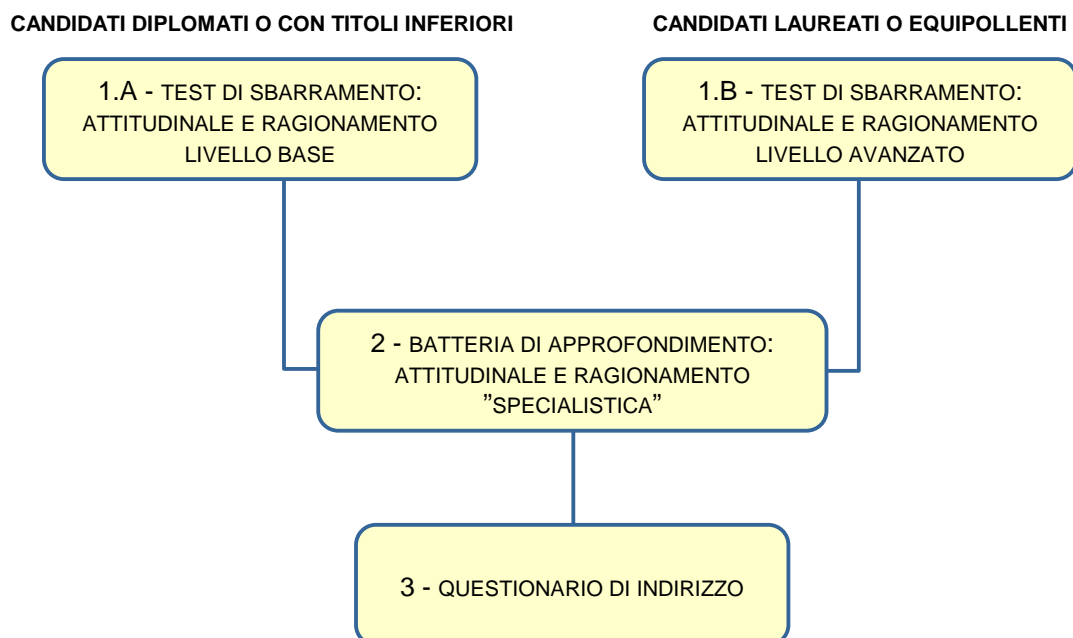 CANDIDATI DIPLOMATI O CON TITOLI INFERIORI
CANDIDATI LAUREATI O EQUIPOLLENTI
1.A - TEST DI SBARRAMENTO:
ATTITUDINALE E RAGIONAMENTO
LIVELLO BASE
1.B - TEST DI SBARRAMENTO:
ATTITUDINALE E RAGIONAMENTO
LIVELLO AVANZATO
2 - BATTERIA DI APPROFONDIMENTO:
ATTITUDINALE E RAGIONAMENTO
”SPECIALISTICA”
3 - QUESTIONARIO DI INDIRIZZO